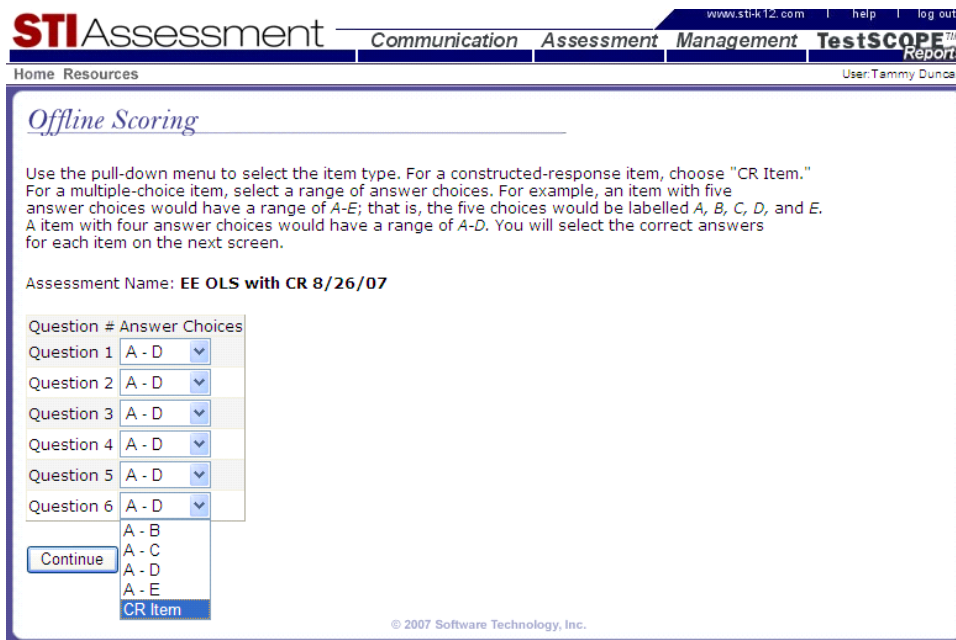 www.sti-k12.com | help | log out
STIAssessment
Communication Assessment Management TestSCOPE™
Report
Home Resources
User:Tammy Dunca
Offline Scoring
Use the pull-down menu to select the item type. For a constructed-response item, choose "CR Item."
For a multiple-choice item, select a range of answer choices. For example, an item with five
answer choices would have a range of A-E; that is, the five choices would be labelled A, B, C, D, and E.
A item with four answer choices would have a range of A-D. You will select the correct answers
for each item on the next screen.
Assessment Name: EE OLS with CR 8/26/07
Question # Answer Choices
Question 1 A - D
Question 2 A - D
Question 3 A - D
Question 4 A - D
Question 5 A - D
Question 6 A - D
A - B
A - C
A - D
A - E
CR Item
Continue
© 2007 Software Technology, Inc.